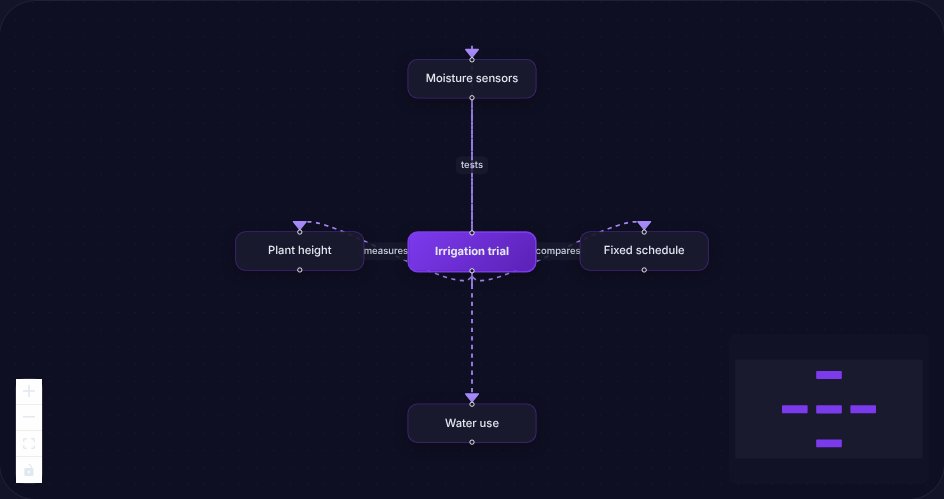 Moisture sensors
tests
Plant height
measures
Irrigation trial
compares
Fixed schedule
Water use